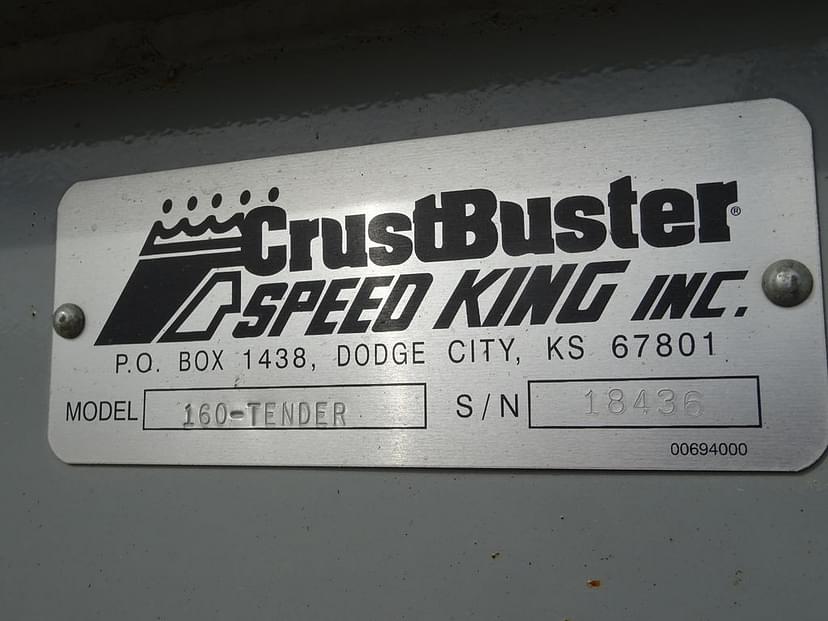 CrustBuster®
SPEED KING INC.
P.O. BOX 1438, DODGE CITY, KS 67801
MODEL 160-TENDER S/N 18436
00694000